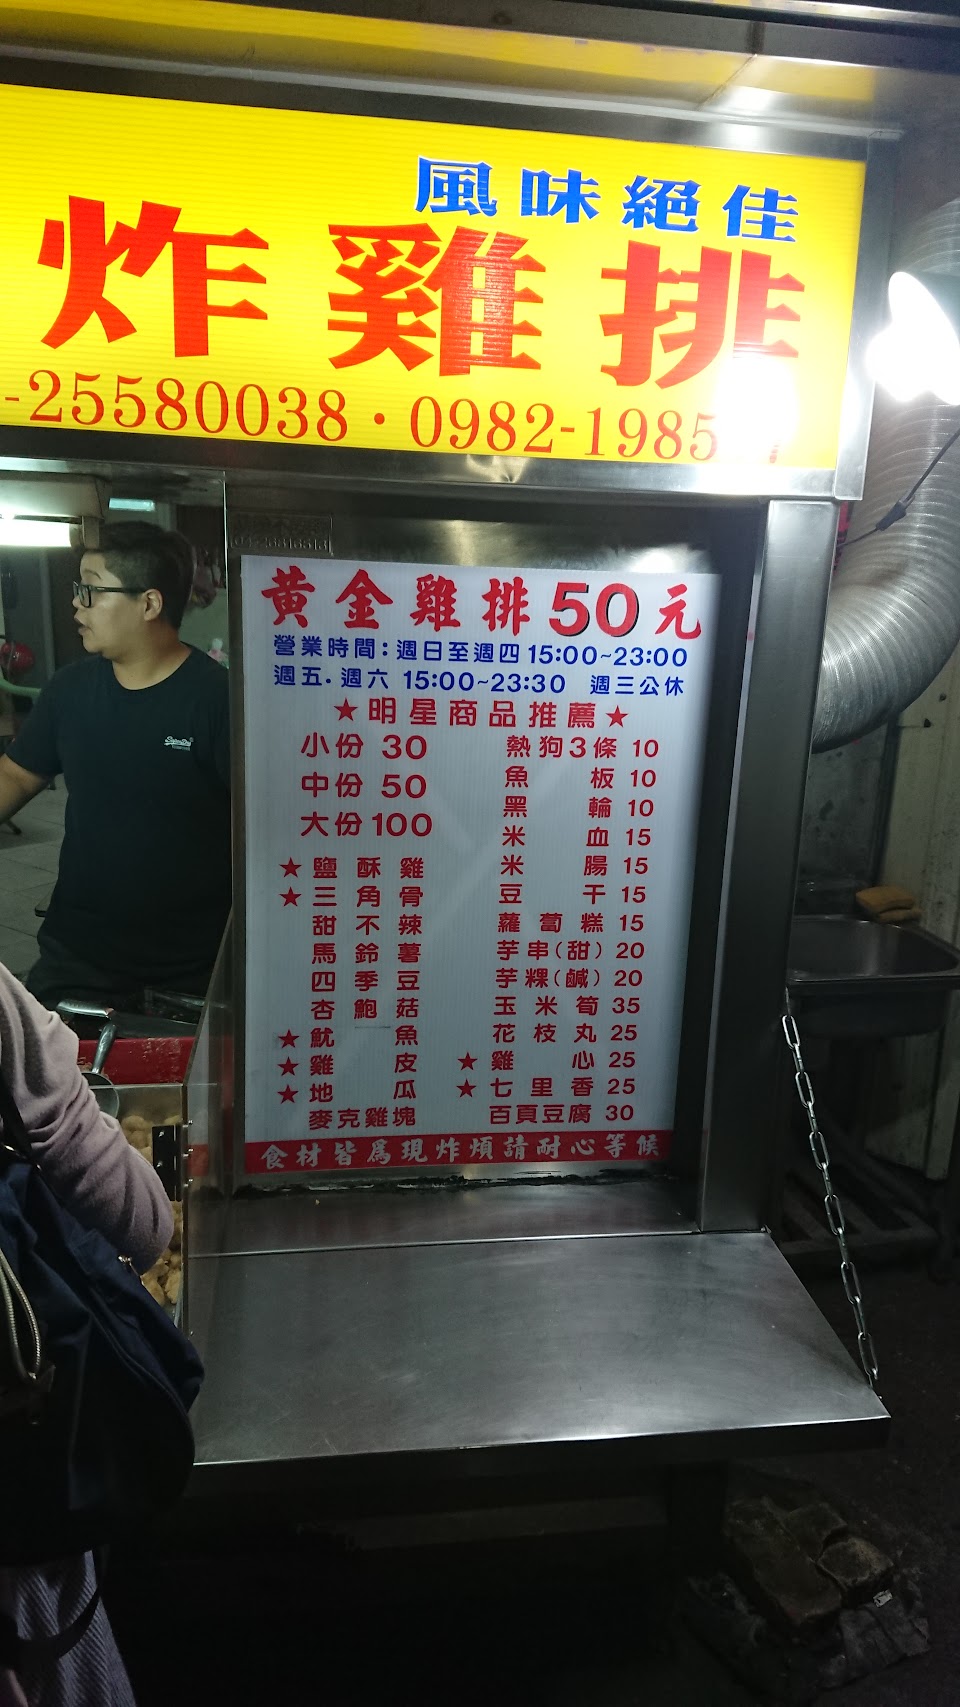 風味絕佳
炸雞排
-25580038·0982-1985
黃金雞排50元
營業時間:週日至週四15:00~23:00
週五.週六 15:00~23:30 週三公休
★明星商品推薦★
小份 30
中份 50
大份 100
★鹽酥雞
★三角骨
甜不辣
馬鈴薯
四季豆
杏鮑菇
★魷魚
★雞皮
★地瓜
麥克雞塊
熱狗3條 10
魚板 10
黑輪 10
米血 15
米腸 15
豆干 15
蘿蔔糕 15
芋串(甜) 20
芋粿(鹹) 20
玉米筍 35
花枝丸 25
★雞心 25
★七里香 25
百頁豆腐 30
食材皆為現炸煩請耐心等候